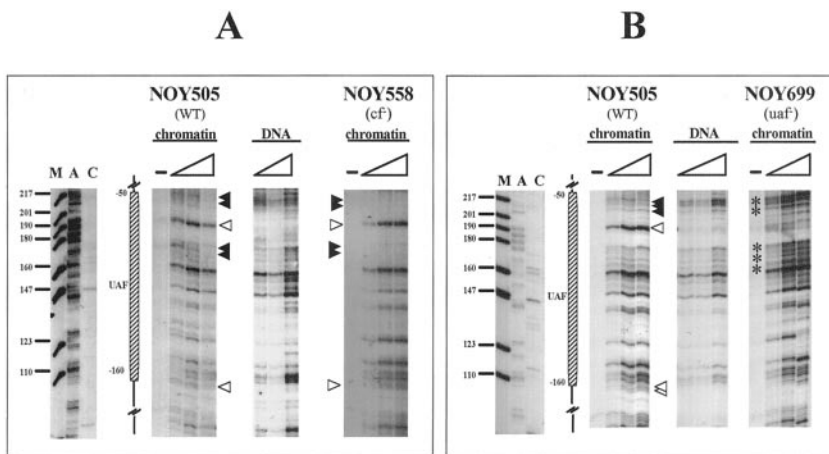 A
B
NOY505
(WT)
chromatin
DNA
NOY558
(cf-)
chromatin
M A C
-
217
201
190
180
160
147
123
110
-50
UAF
-160
NOY505
(WT)
chromatin
DNA
NOY699
(uaf-)
chromatin
M A C
-
-
217
201
190
180
160
147
123
110
-50
UAF
-160
*
*
*
*
*